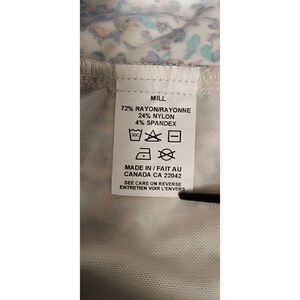 MILL
72% RAYON/RAYONNE
24% NYLON
4% SPANDEX
MADE IN / FAIT AU
CANADA CA 22042
SEE CARE ON REVERSE
ENTRETIEN VOIR L'ENVERS